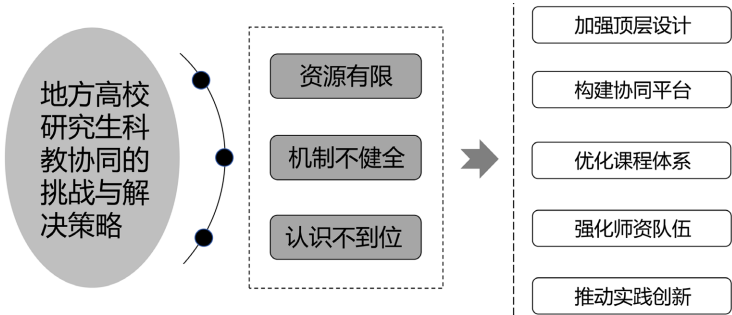 地方高校
研究生科
教协同的
挑战与解
决策略
资源有限
机制不健全
认识不到位
加强顶层设计
构建协同平台
优化课程体系
强化师资队伍
推动实践创新